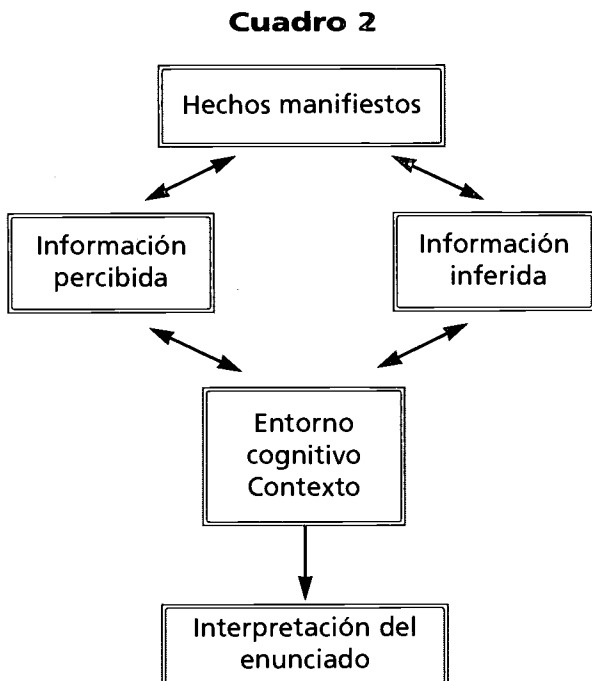 Cuadro 2
Hechos manifiestos
Información
percibida
Información
inferida
Entorno
cognitivo
Contexto
Interpretación del
enunciado